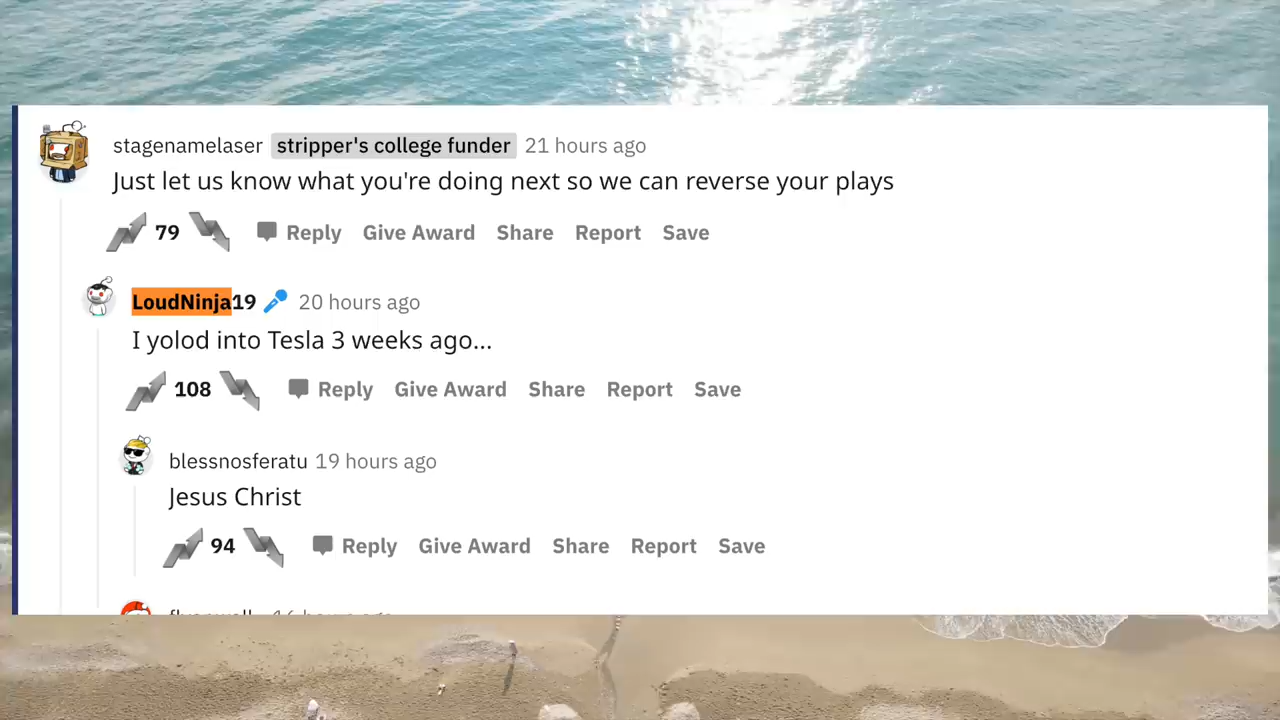 stagenamelaser stripper's college funder 21 hours ago
Just let us know what you're doing next so we can reverse your plays
79 Reply Give Award Share Report Save
LoudNinja19 20 hours ago
I yolod into Tesla 3 weeks ago...
108 Reply Give Award Share Report Save
blessnosferatu 19 hours ago
Jesus Christ
94 Reply Give Award Share Report Save
16 hours ago